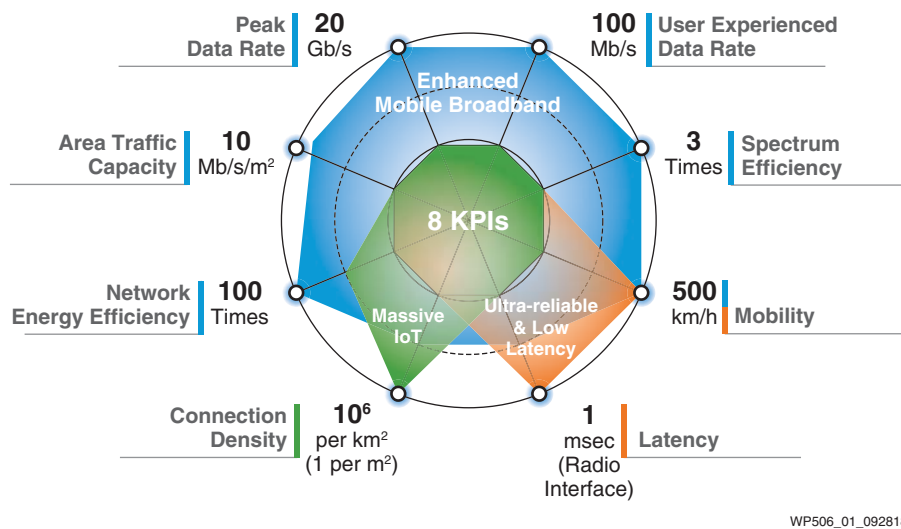 Peak
Data Rate
20
Gb/s
100
Mb/s
User Experienced
Data Rate
Enhanced
Mobile Broadband
Area Traffic
Capacity
10
Mb/s/m²
3
Times
Spectrum
Efficiency
8 KPIs
Network
Energy Efficiency
100
Times
Massive
IoT
Ultra-reliable
& Low
Latency
500
km/h
Mobility
Connection
Density
10⁶
per km²
(1 per m²)
1
msec
(Radio
Interface)
Latency